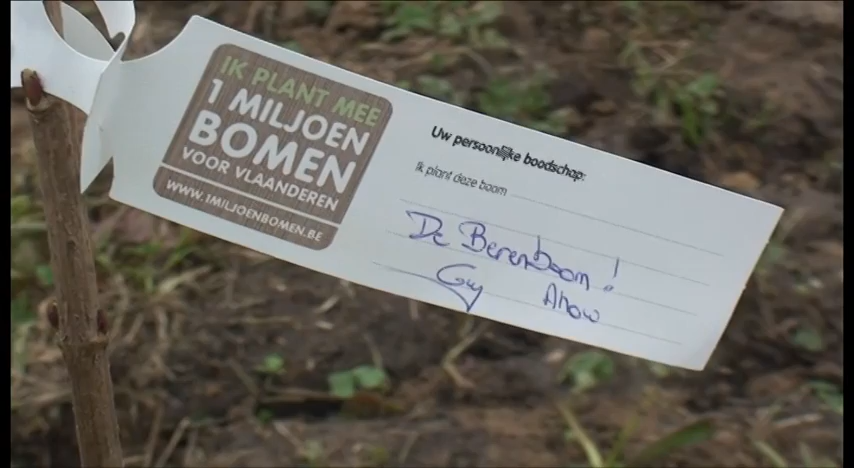 IK PLANT MEE
1 MILJOEN
BOMEN
VOOR VLAANDEREN
WWW.1MILJOENBOMEN.BE
Uw persoonlijke boodschap:
Ik plant deze boom
De Berenboom!
Guy